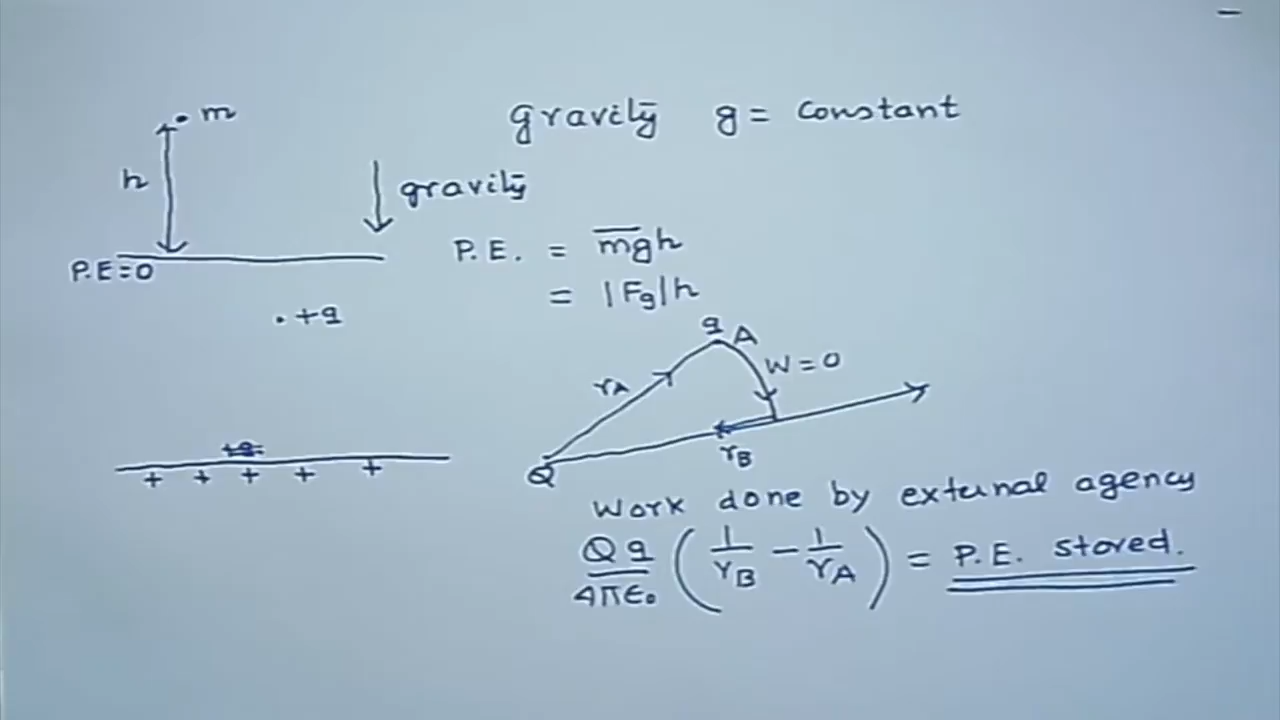 m
gravity g = constant
h
gravity
P.E. = mgh
P.E=0
= |Fg|h
+q
q A
W = 0
rA
rB
Q
+ + + + +
Work done by external agency
Qq/4πϵ₀ (1/rB − 1/rA) = P.E. stored.